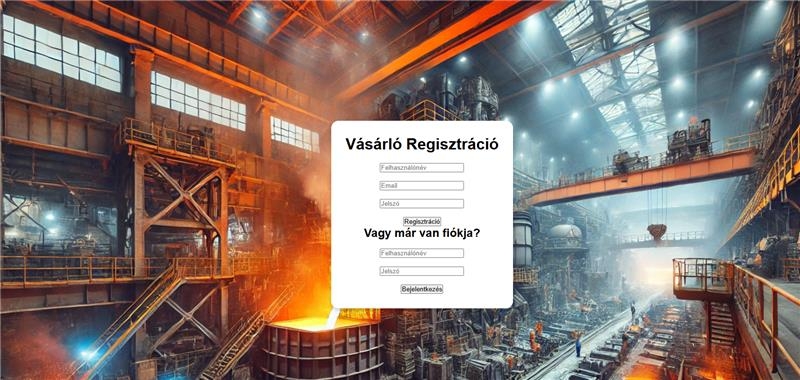 Vásárló Regisztráció
Felhasználónév
Email
Jelszó
Regisztráció
Vagy már van fiókja?
Felhasználónév
Jelszó
Bejelentkezés